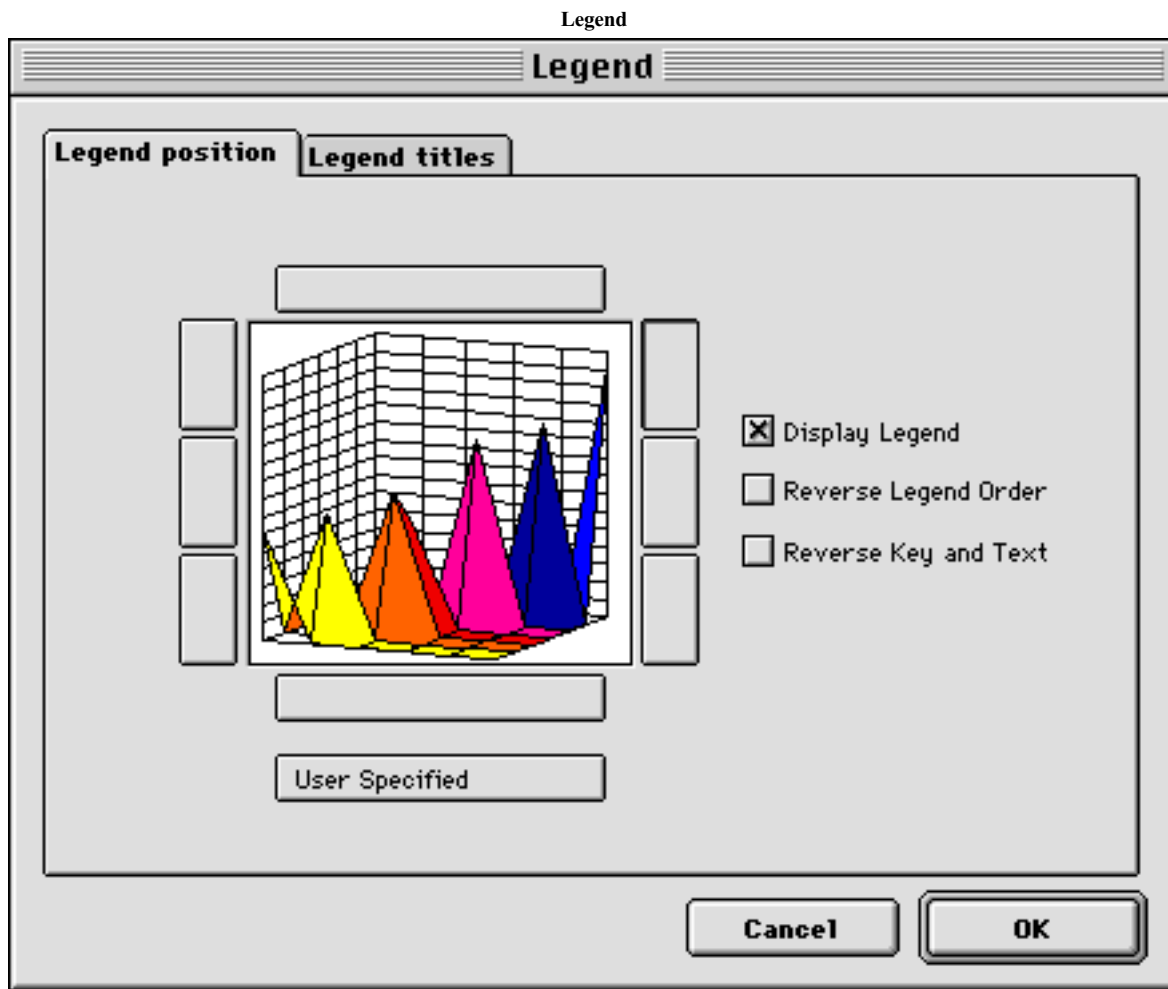 Legend
Legend
Legend position
Legend titles
Display Legend
Reverse Legend Order
Reverse Key and Text
User Specified
Cancel
OK